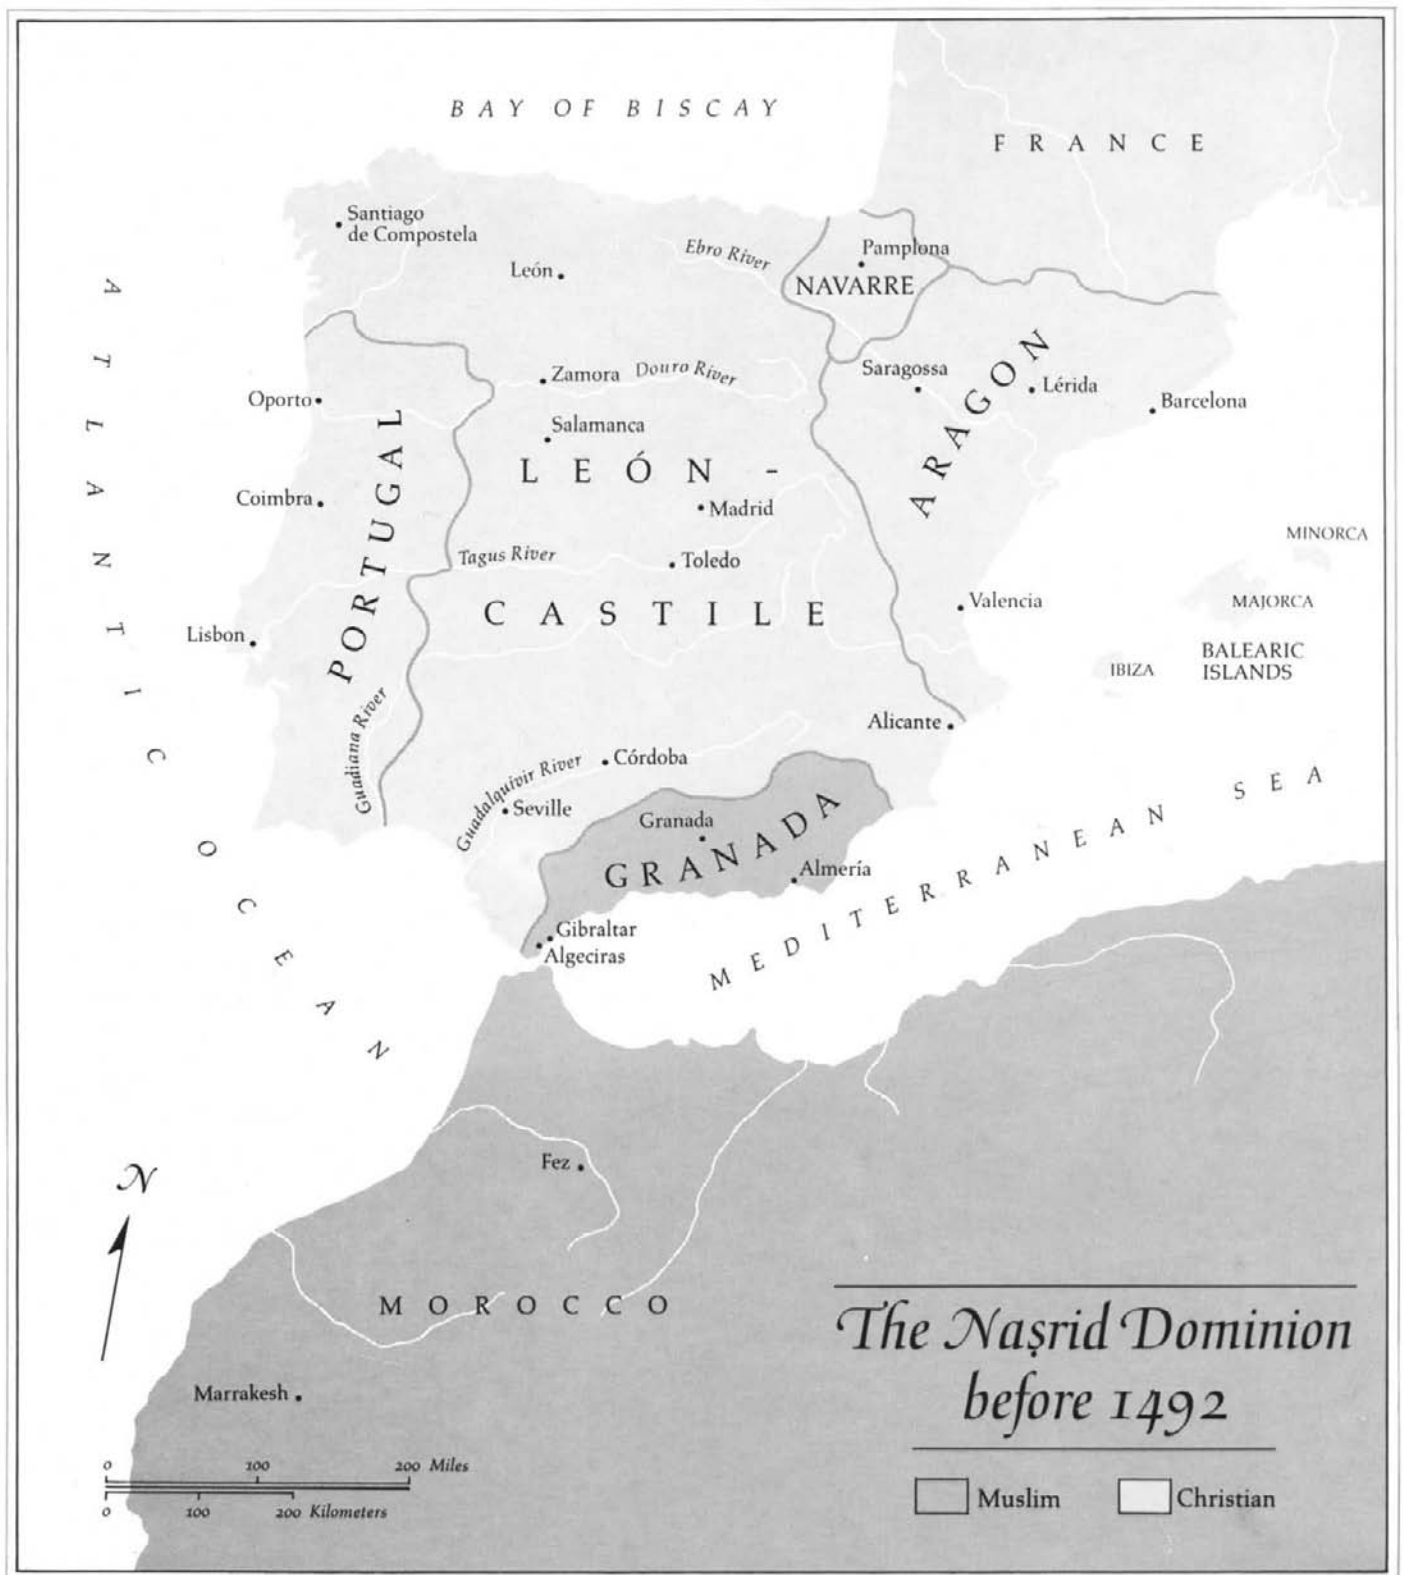 BAY OF BISCAY
FRANCE
Santiago
de Compostela
León
Ebro River
Pamplona
NAVARRE
ATLANTIC OCEAN
Zamora
Douro River
Saragossa
ARAGON
Lérida
Barcelona
Oporto
PORTUGAL
Salamanca
LEÓN -
Coimbra
Madrid
MINORCA
Tagus River
Toledo
CASTILE
Valencia
MAJORCA
Lisbon
BALEARIC
ISLANDS
IBIZA
Guadiana River
Alicante
Guadalquivir River
Córdoba
Seville
Granada
GRANADA
Almería
MEDITERRANEAN SEA
Gibraltar
Algeciras
N
Fez
MOROCCO
Marrakesh
The Naṣrid Dominion
before 1492
0 100 200 Miles
0 100 200 Kilometers
Muslim
Christian